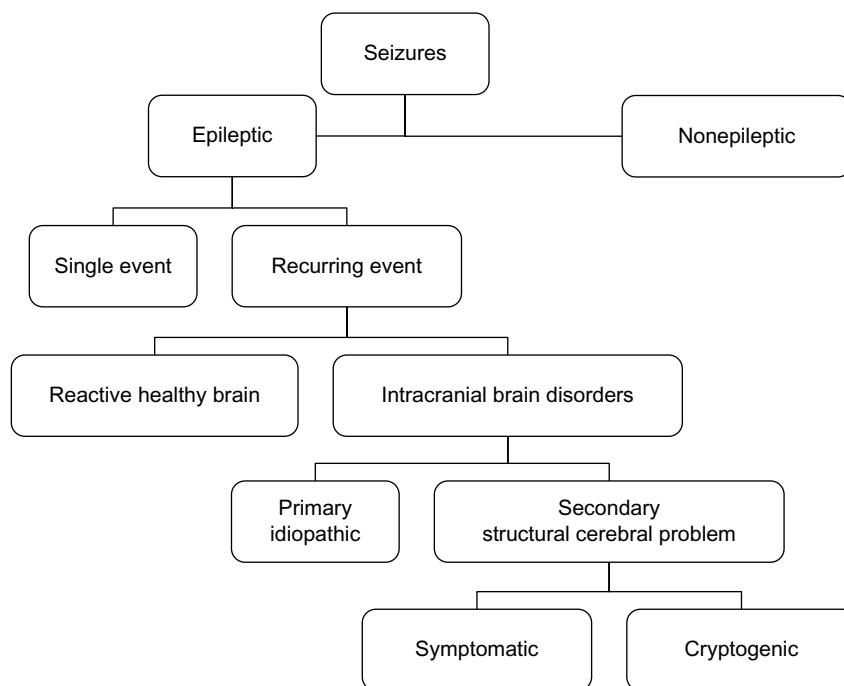 Seizures
Epileptic
Nonepileptic
Single event
Recurring event
Reactive healthy brain
Intracranial brain disorders
Primary
idiopathic
Secondary
structural cerebral problem
Symptomatic
Cryptogenic